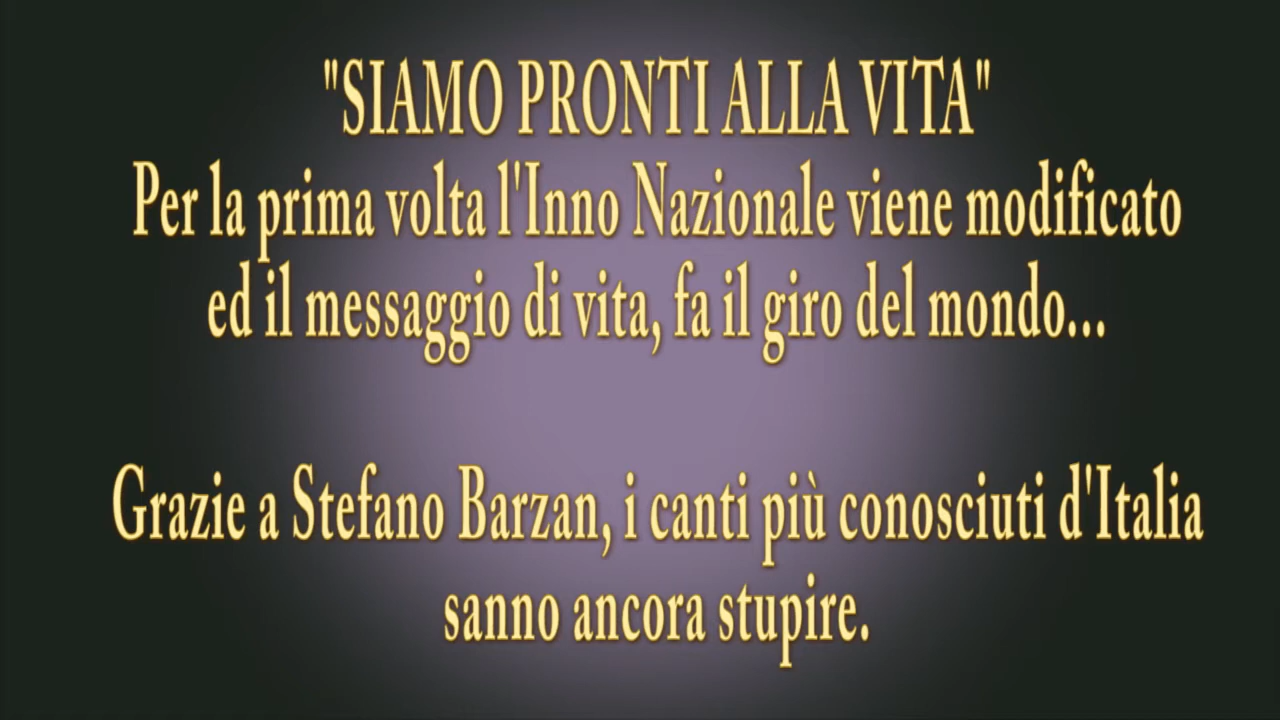 "SIAMO PRONTI ALLA VITA"
Per la prima volta l'Inno Nazionale viene modificato
ed il messaggio di vita, fa il giro del mondo...
Grazie a Stefano Barzan, i canti più conosciuti d'Italia
sanno ancora stupire.